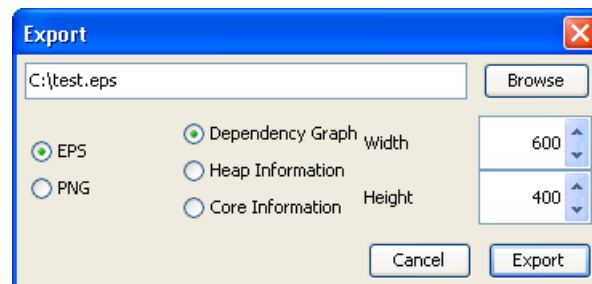 Export
C:\test.eps Browse
Dependency Graph Width 600
EPS
Heap Information
PNG
Core Information Height 400
Cancel Export